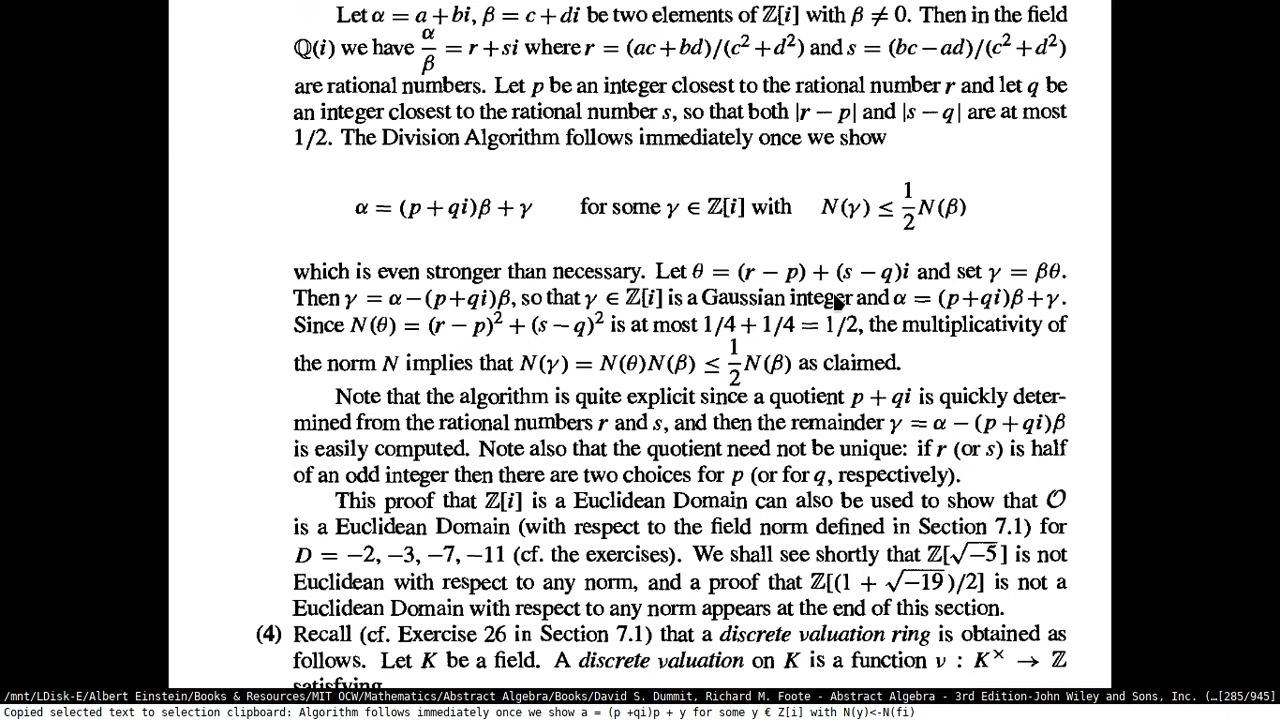 Let α = a + bi, β = c + di be two elements of ℤ[i] with β ≠ 0. Then in the field
ℚ(i) we have α/β = r + si where r = (ac + bd)/(c² + d²) and s = (bc − ad)/(c² + d²)
are rational numbers. Let p be an integer closest to the rational number r and let q be
an integer closest to the rational number s, so that both |r − p| and |s − q| are at most
1/2. The Division Algorithm follows immediately once we show
α = (p + qi)β + γ for some γ ∈ ℤ[i] with N(γ) ≤ 1/2 N(β)
which is even stronger than necessary. Let θ = (r − p) + (s − q)i and set γ = βθ.
Then γ = α − (p+qi)β, so that γ ∈ ℤ[i] is a Gaussian integer and α = (p+qi)β+γ.
Since N(θ) = (r − p)² + (s − q)² is at most 1/4 + 1/4 = 1/2, the multiplicativity of
the norm N implies that N(γ) = N(θ)N(β) ≤ 1/2 N(β) as claimed.
Note that the algorithm is quite explicit since a quotient p + qi is quickly deter-
mined from the rational numbers r and s, and then the remainder γ = α − (p + qi)β
is easily computed. Note also that the quotient need not be unique: if r (or s) is half
of an odd integer then there are two choices for p (or for q, respectively).
This proof that ℤ[i] is a Euclidean Domain can also be used to show that 𝒪
is a Euclidean Domain (with respect to the field norm defined in Section 7.1) for
D = −2, −3, −7, −11 (cf. the exercises). We shall see shortly that ℤ[√−5] is not
Euclidean with respect to any norm, and a proof that ℤ[(1 + √−19)/2] is not a
Euclidean Domain with respect to any norm appears at the end of this section.
(4) Recall (cf. Exercise 26 in Section 7.1) that a discrete valuation ring is obtained as
follows. Let K be a field. A discrete valuation on K is a function ν : K× → ℤ
satisfying
/mnt/LDisk-E/Albert Einstein/Books & Resources/MIT OCW/Mathematics/Abstract Algebra/Books/David S. Dummit, Richard M. Foote - Abstract Algebra - 3rd Edition-John Wiley and Sons, Inc. (…[285/945]
Copied selected text to selection clipboard: Algorithm follows immediately once we show a = (p +qi)p + y for some y € Z[i] with N(y)<-N(fi)